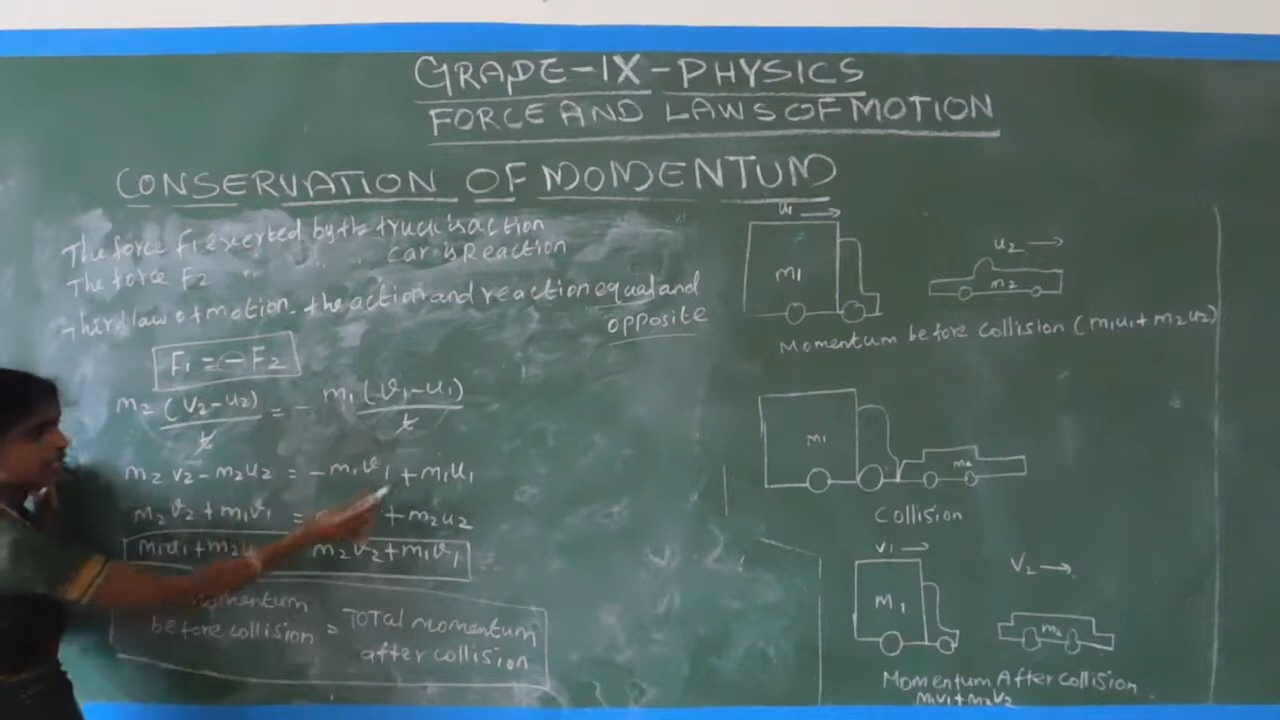 GRADE-IX-PHYSICS
FORCE AND LAWS OF MOTION
CONSERVATION OF MOMENTUM
The force F1 exerted by the truck is action
The force F2 " " " car is Reaction
Third law of motion. the action and reaction equal and
opposite
F1 = -F2
m2 (v2-u2)/t = - m1 (v1-u1)/t
m2 v2 - m2u2 = -m1v1 + m1u1
m2v2 + m1v1 = + m2u2
m1u1 + m2u m2v2 + m1v1
momentum
before collision = Total momentum
after collision
u1 →
m1
u2 →
m2
Momentum before collision (m1u1+m2u2)
M1
m2
Collision
v1 →
M1
V2 →
m2
Momentum After collision
m1v1+m2v2